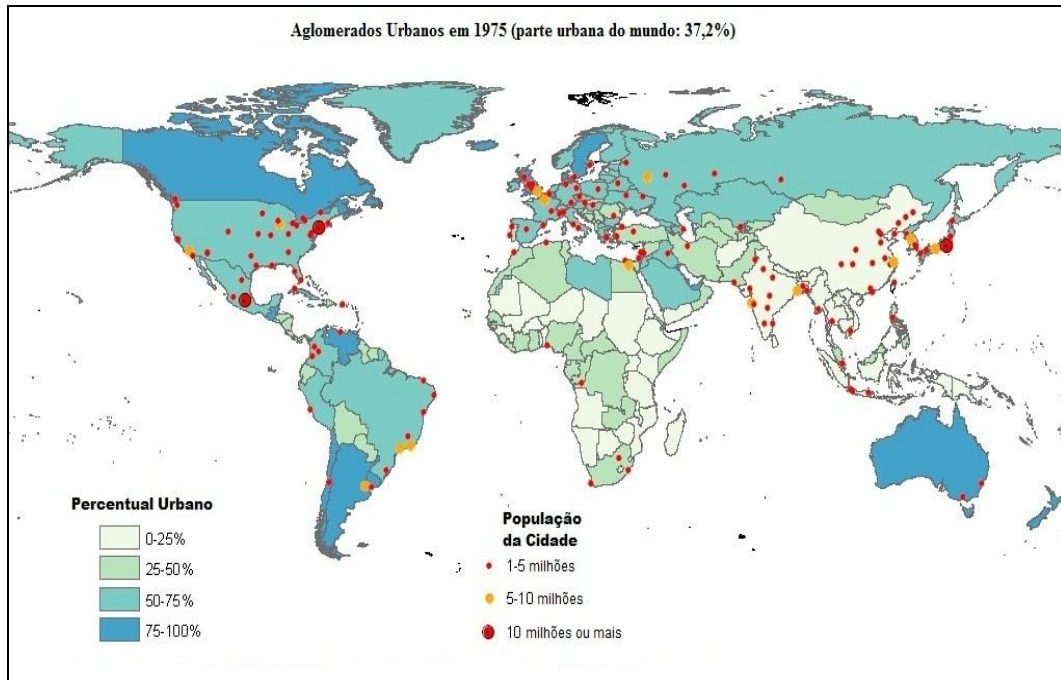 Aglomerados Urbanos em 1975 (parte urbana do mundo: 37,2%)
Percentual Urbano
0-25%
25-50%
50-75%
75-100%
População
da Cidade
1-5 milhões
5-10 milhões
10 milhões ou mais